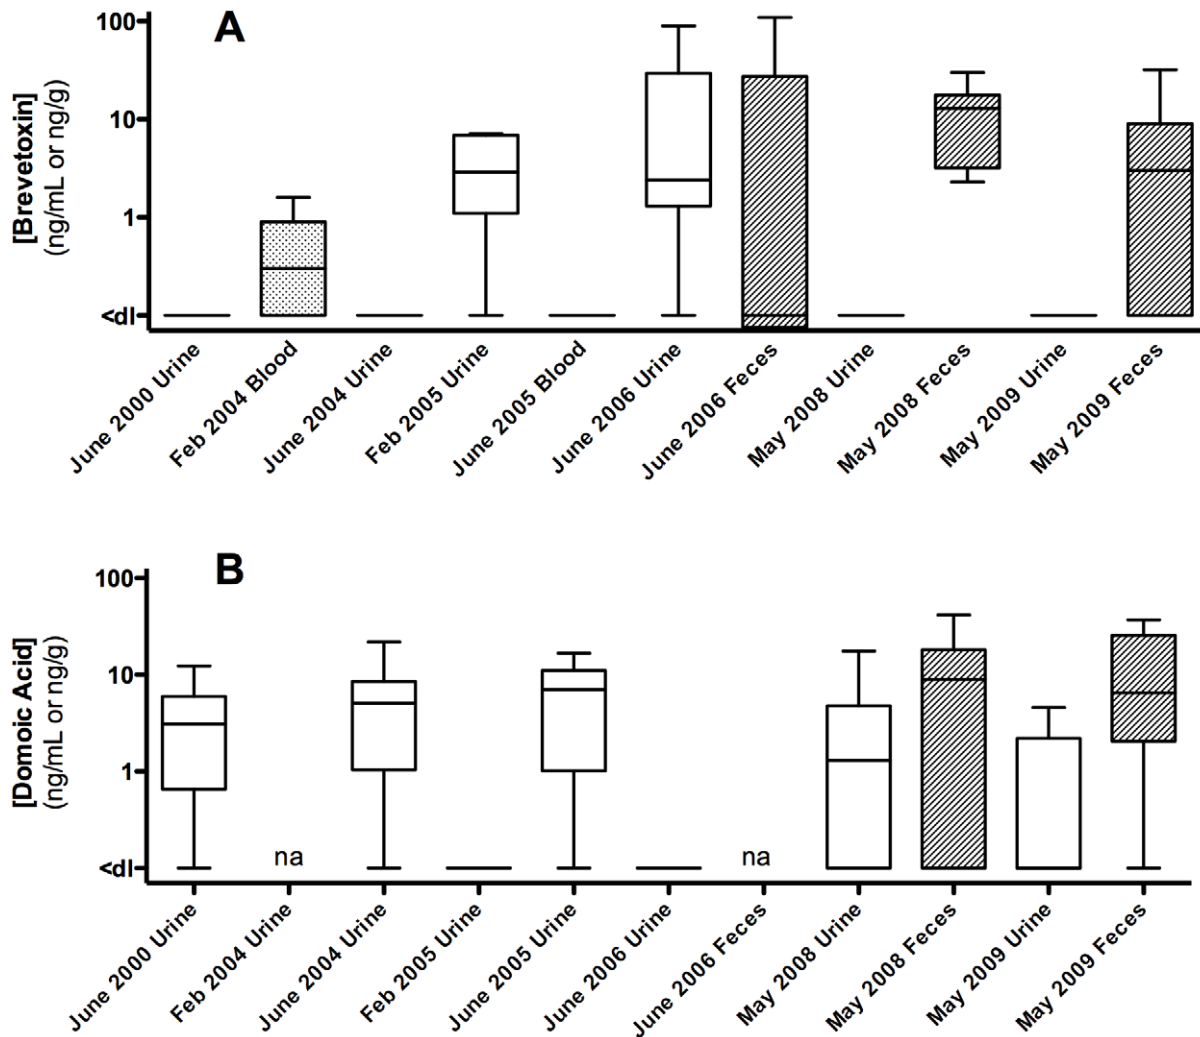 A
[Brevetoxin]
(ng/mL or ng/g)
100
10
1
<dl
June 2000 Urine
Feb 2004 Blood
June 2004 Urine
Feb 2005 Urine
June 2005 Blood
June 2006 Urine
June 2006 Feces
May 2008 Urine
May 2008 Feces
May 2009 Urine
May 2009 Feces
B
[Domoic Acid]
(ng/mL or ng/g)
100
10
1
<dl
na
na
June 2000 Urine
Feb 2004 Urine
June 2004 Urine
Feb 2005 Urine
June 2005 Urine
June 2006 Urine
June 2006 Feces
May 2008 Urine
May 2008 Feces
May 2009 Urine
May 2009 Feces